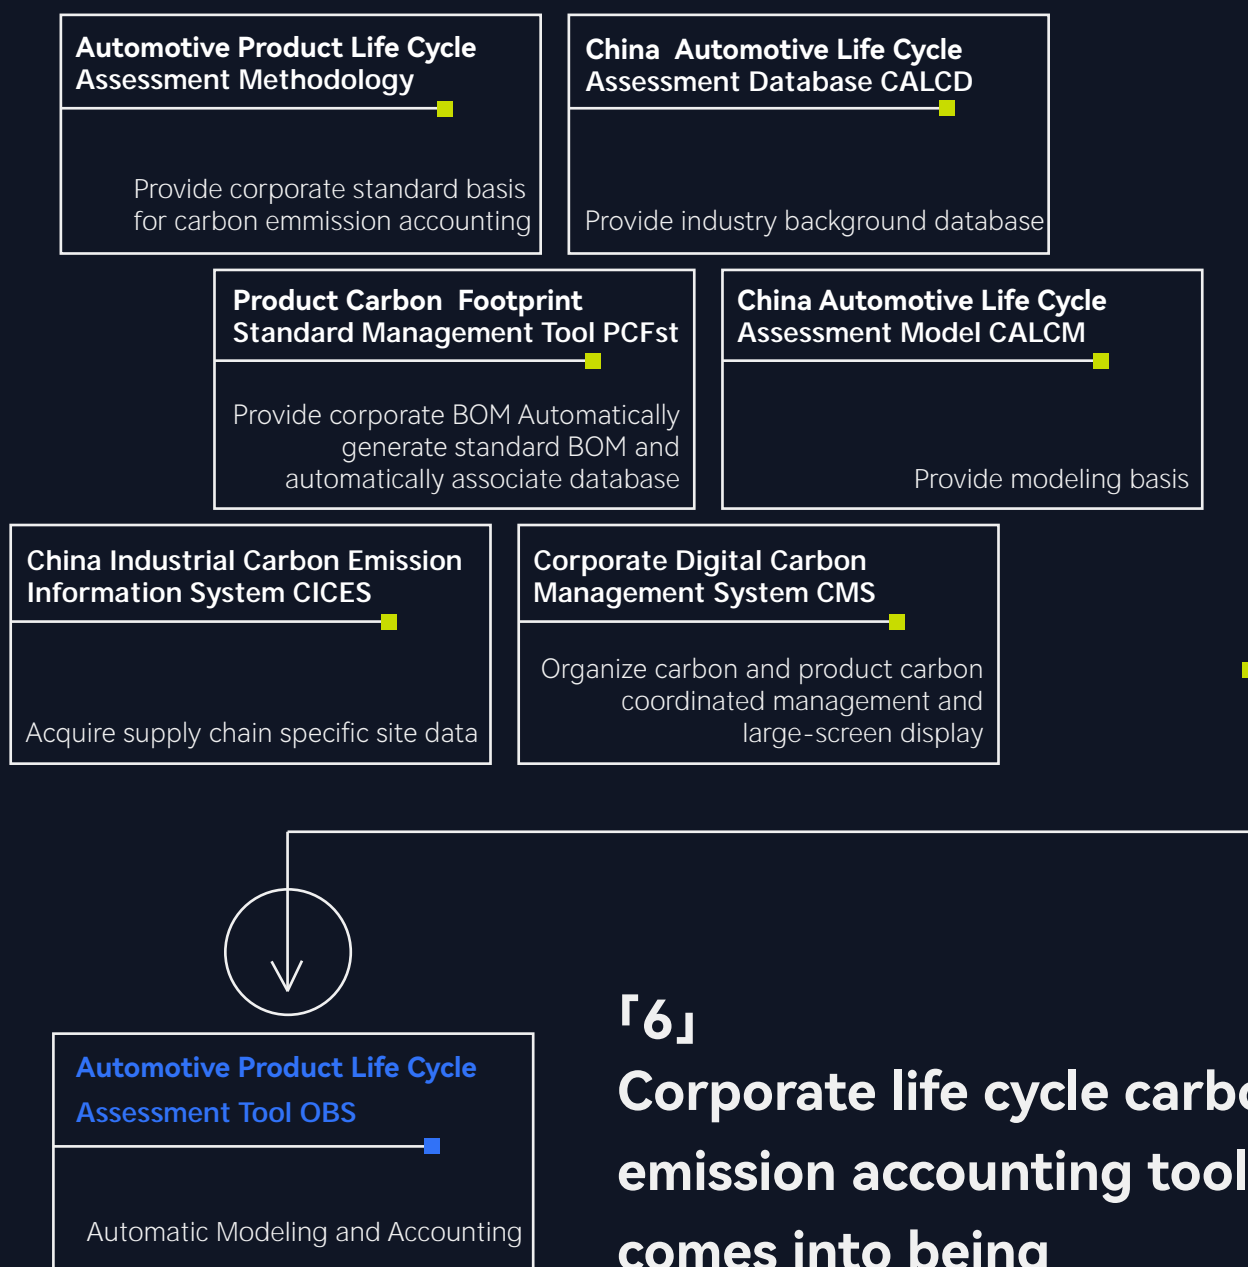 Automotive Product Life Cycle
Assessment Methodology
Provide corporate standard basis
for carbon emmission accounting
China Automotive Life Cycle
Assessment Database CALCD
Provide industry background database
Product Carbon Footprint
Standard Management Tool PCFst
Provide corporate BOM Automatically
generate standard BOM and
automatically associate database
China Automotive Life Cycle
Assessment Model CALCM
Provide modeling basis
China Industrial Carbon Emission
Information System CICES
Acquire supply chain specific site data
Corporate Digital Carbon
Management System CMS
Organize carbon and product carbon
coordinated management and
large-screen display
Automotive Product Life Cycle
Assessment Tool OBS
Automatic Modeling and Accounting
「6」
Corporate life cycle
emission accounting tool
comes into being